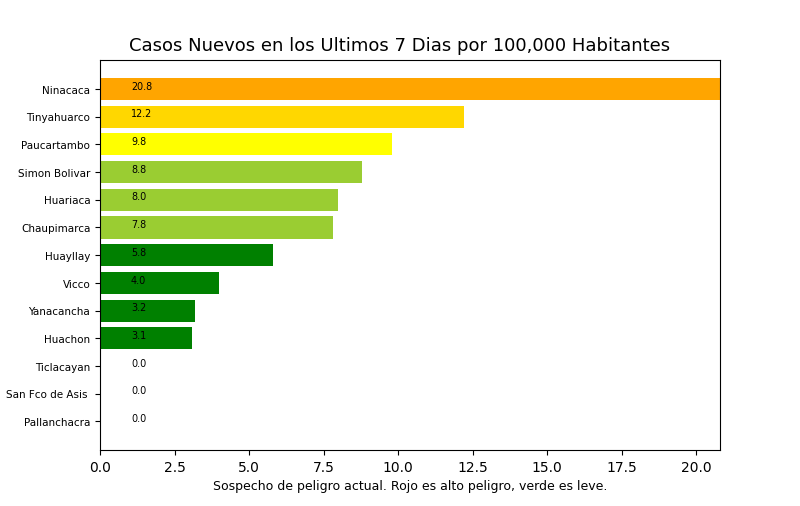 Casos Nuevos en los Ultimos 7 Dias por 100,000 Habitantes
Ninacaca 20.8
Tinyahuarco 12.2
Paucartambo 9.8
Simon Bolivar 8.8
Huariaca 8.0
Chaupimarca 7.8
Huayllay 5.8
Vicco 4.0
Yanacancha 3.2
Huachon 3.1
Ticlacayan 0.0
San Fco de Asis 0.0
Pallanchacra 0.0
0.0 2.5 5.0 7.5 10.0 12.5 15.0 17.5 20.0
Sospecho de peligro actual. Rojo es alto peligro, verde es leve.